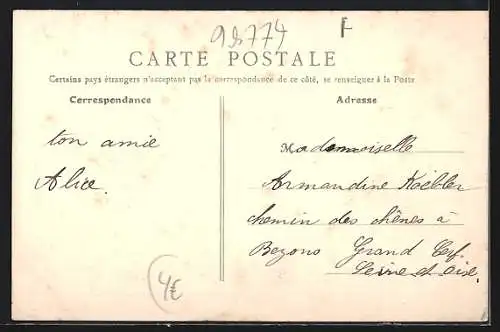 98774
F
CARTE POSTALE
Certains pays étrangers n'acceptant pas la correspondance de ce côté, se renseigner à la Poste
Correspondance
Adresse
ton amie
Alice.
Mademoiselle
Armandine Koebler
chemin des chênes à
Bezons Grand Cerf.
Seine et Oise.
4€